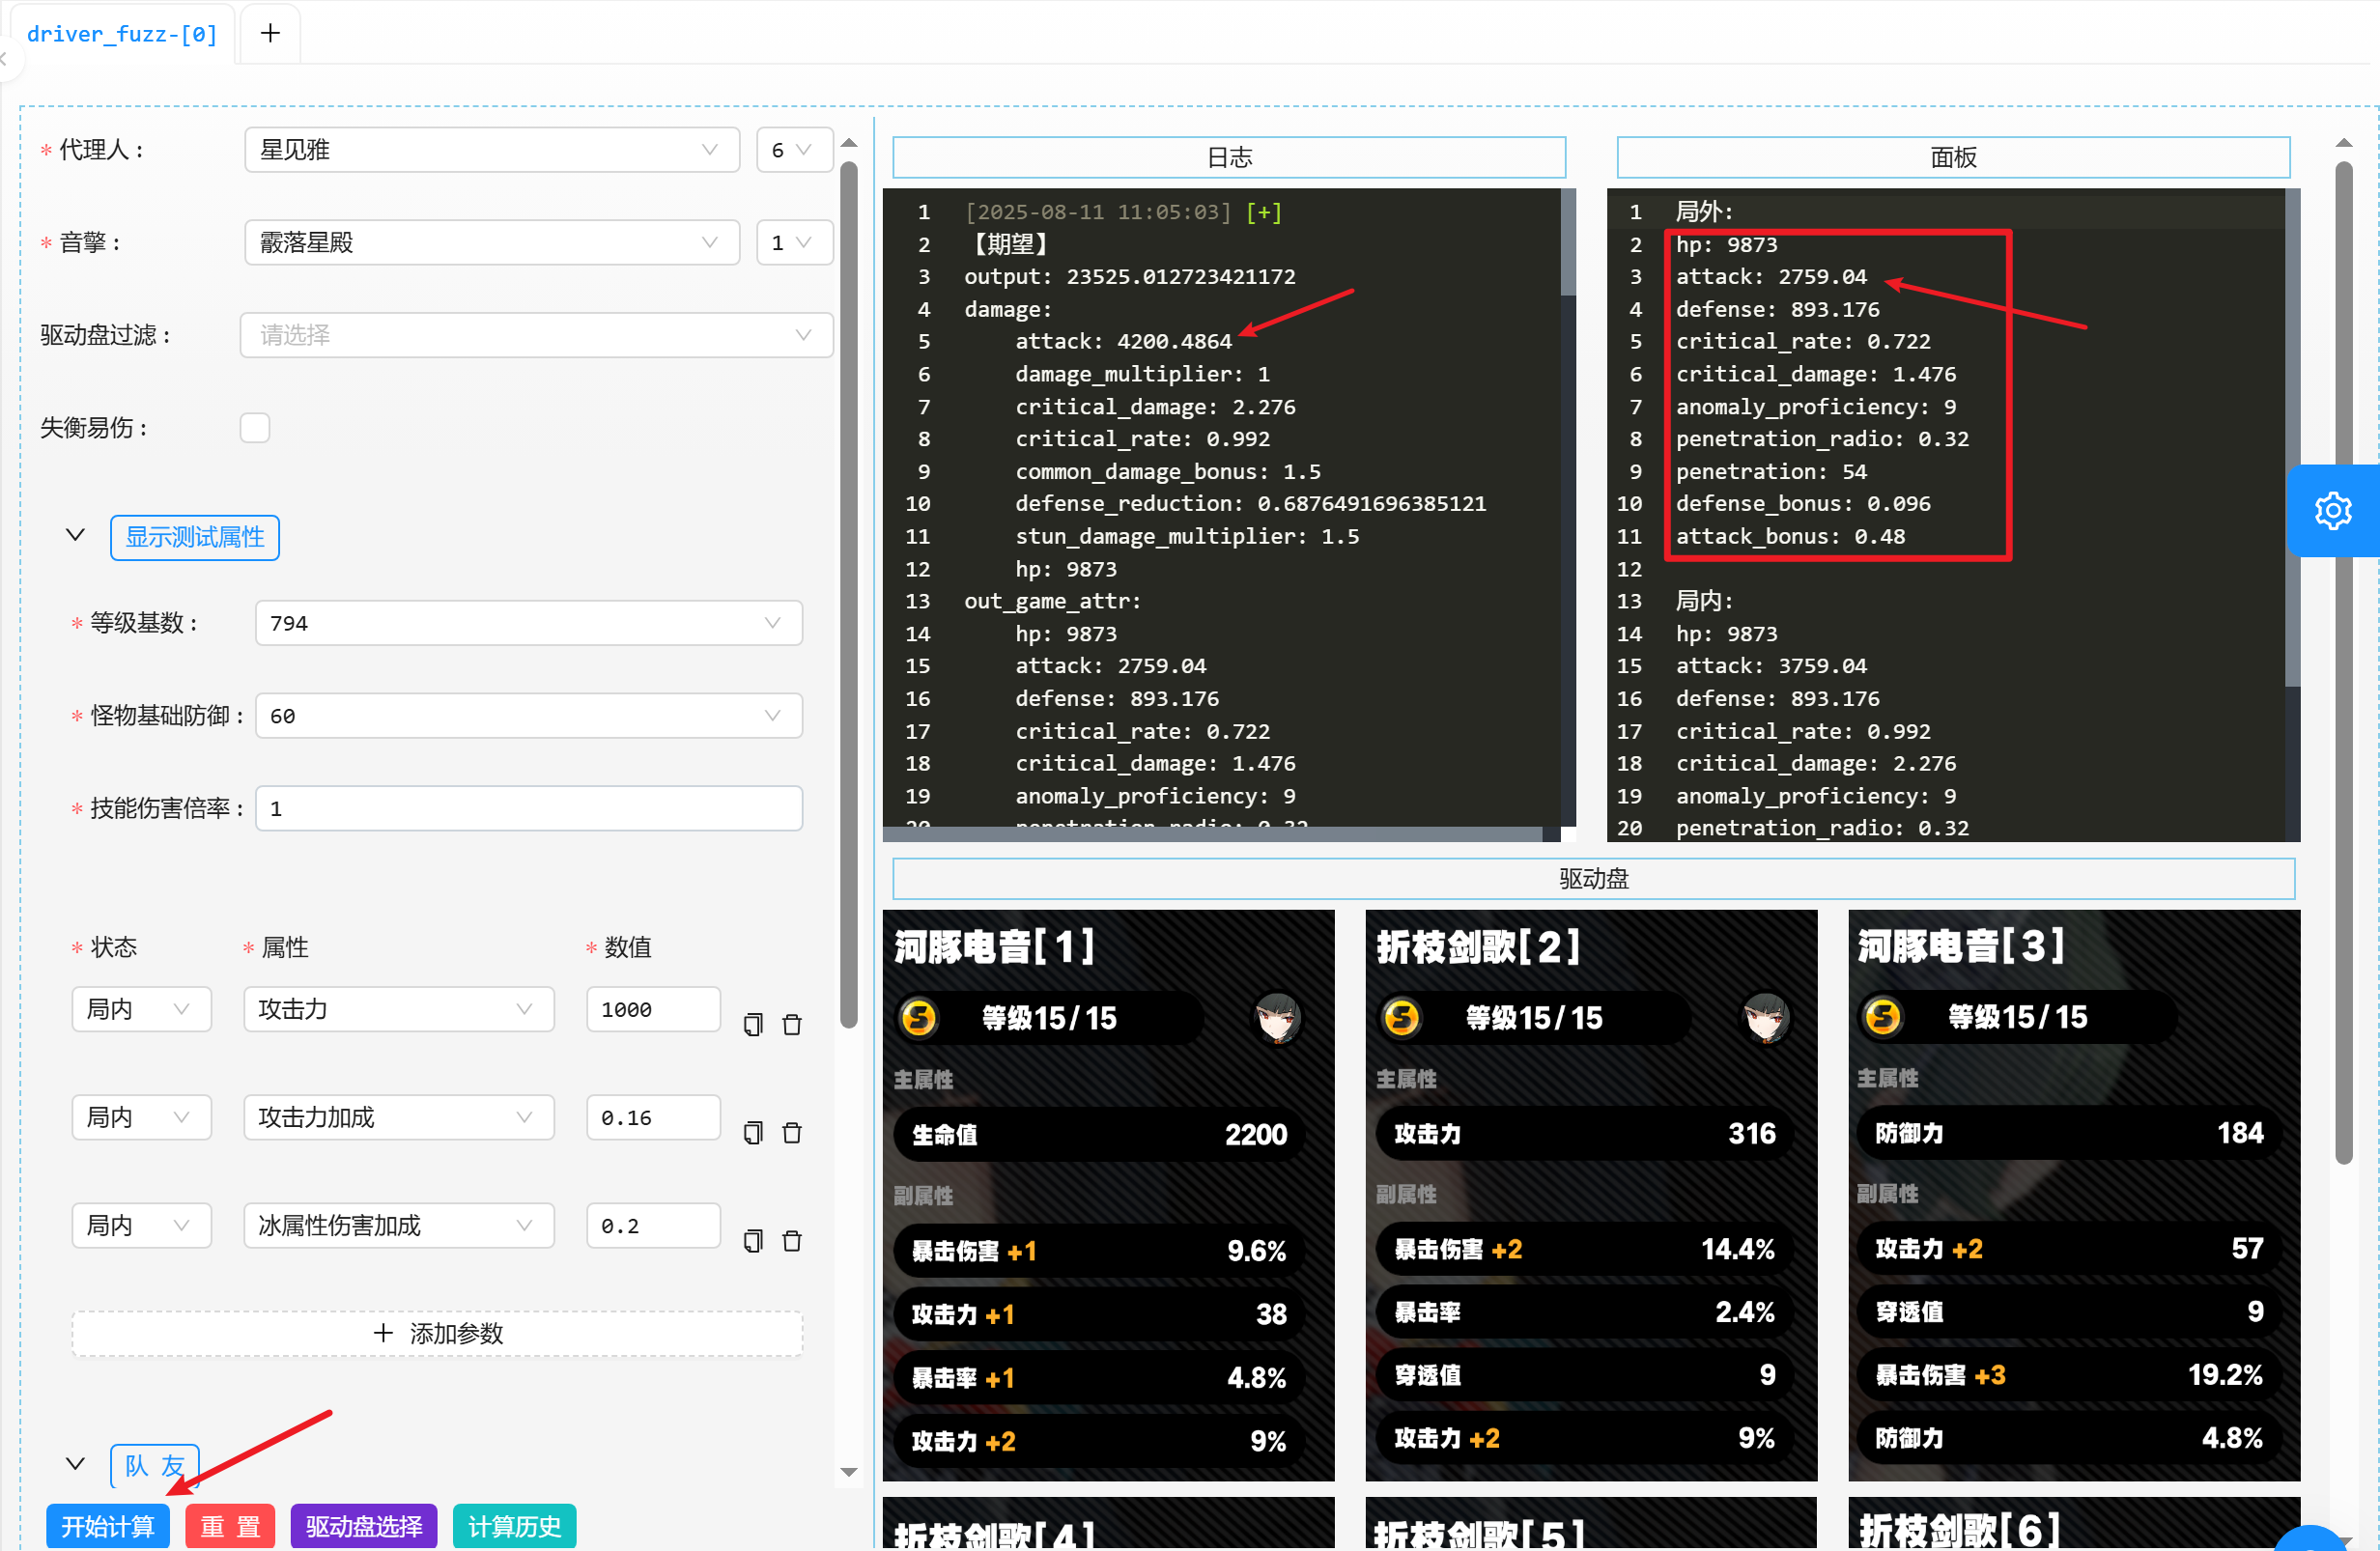 driver_fuzz-[0]
+
* 代理人：
星见雅
6
* 音擎：
霰落星殿
1
驱动盘过滤：
请选择
失衡易伤：
显示测试属性
* 等级基数：
794
* 怪物基础防御：
60
* 技能伤害倍率：
1
* 状态
* 属性
* 数值
局内
攻击力
1000
局内
攻击力加成
0.16
局内
冰属性伤害加成
0.2
+ 添加参数
队 友
开始计算
重 置
驱动盘选择
计算历史
日志
1 [2025-08-11 11:05:03] [+]
2 【期望】
3 output: 23525.012723421172
4 damage:
5 attack: 4200.4864
6 damage_multiplier: 1
7 critical_damage: 2.276
8 critical_rate: 0.992
9 common_damage_bonus: 1.5
10 defense_reduction: 0.6876491696385121
11 stun_damage_multiplier: 1.5
12 hp: 9873
13 out_game_attr:
14 hp: 9873
15 attack: 2759.04
16 defense: 893.176
17 critical_rate: 0.722
18 critical_damage: 1.476
19 anomaly_proficiency: 9
20 penetration_radio: 0.32
面板
1 局外:
2 hp: 9873
3 attack: 2759.04
4 defense: 893.176
5 critical_rate: 0.722
6 critical_damage: 1.476
7 anomaly_proficiency: 9
8 penetration_radio: 0.32
9 penetration: 54
10 defense_bonus: 0.096
11 attack_bonus: 0.48
12
13 局内:
14 hp: 9873
15 attack: 3759.04
16 defense: 893.176
17 critical_rate: 0.992
18 critical_damage: 2.276
19 anomaly_proficiency: 9
20 penetration_radio: 0.32
驱动盘
河豚电音[1]
S 等级15/15
主属性
生命值 2200
副属性
暴击伤害 +1 9.6%
攻击力 +1 38
暴击率 +1 4.8%
攻击力 +2 9%
折枝剑歌[2]
S 等级15/15
主属性
攻击力 316
副属性
暴击伤害 +2 14.4%
暴击率 2.4%
穿透值 9
攻击力 +2 9%
河豚电音[3]
S 等级15/15
主属性
防御力 184
副属性
攻击力 +2 57
穿透值 9
暴击伤害 +3 19.2%
防御力 4.8%
折枝剑歌[4]
折枝剑歌[5]
折枝剑歌[6]